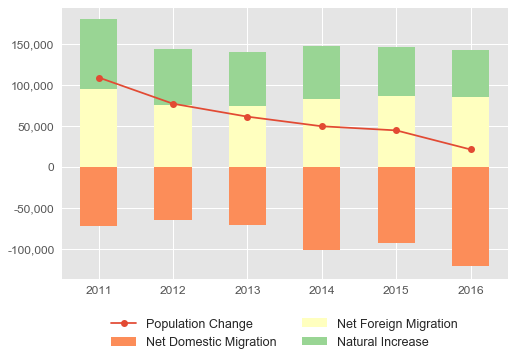 150,000
100,000
50,000
0
-50,000
-100,000
2011 2012 2013 2014 2015 2016
Population Change Net Foreign Migration
Net Domestic Migration Natural Increase